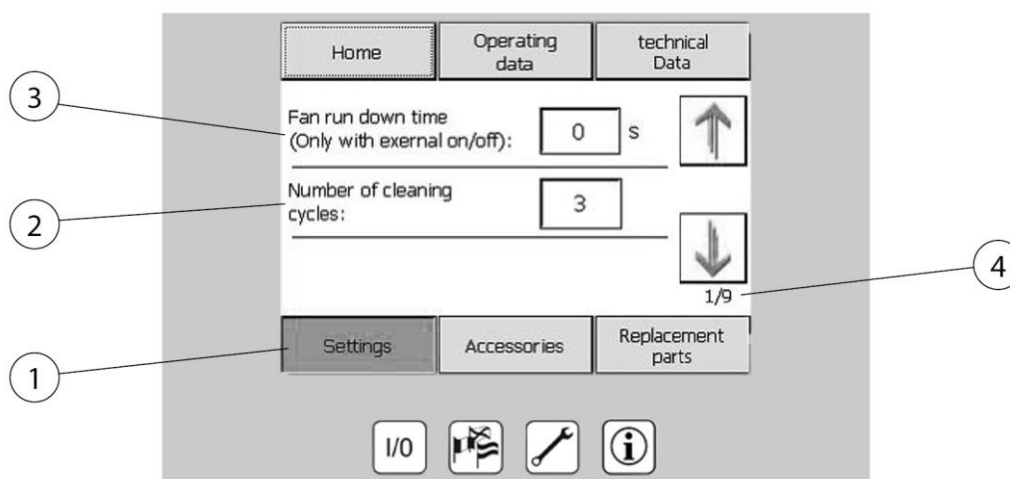 Home
Operating
data
technical
Data
3
Fan run down time
(Only with exernal on/off):
0
s
2
Number of cleaning
cycles:
3
4
1/9
1
Settings
Accessories
Replacement
parts
I/0